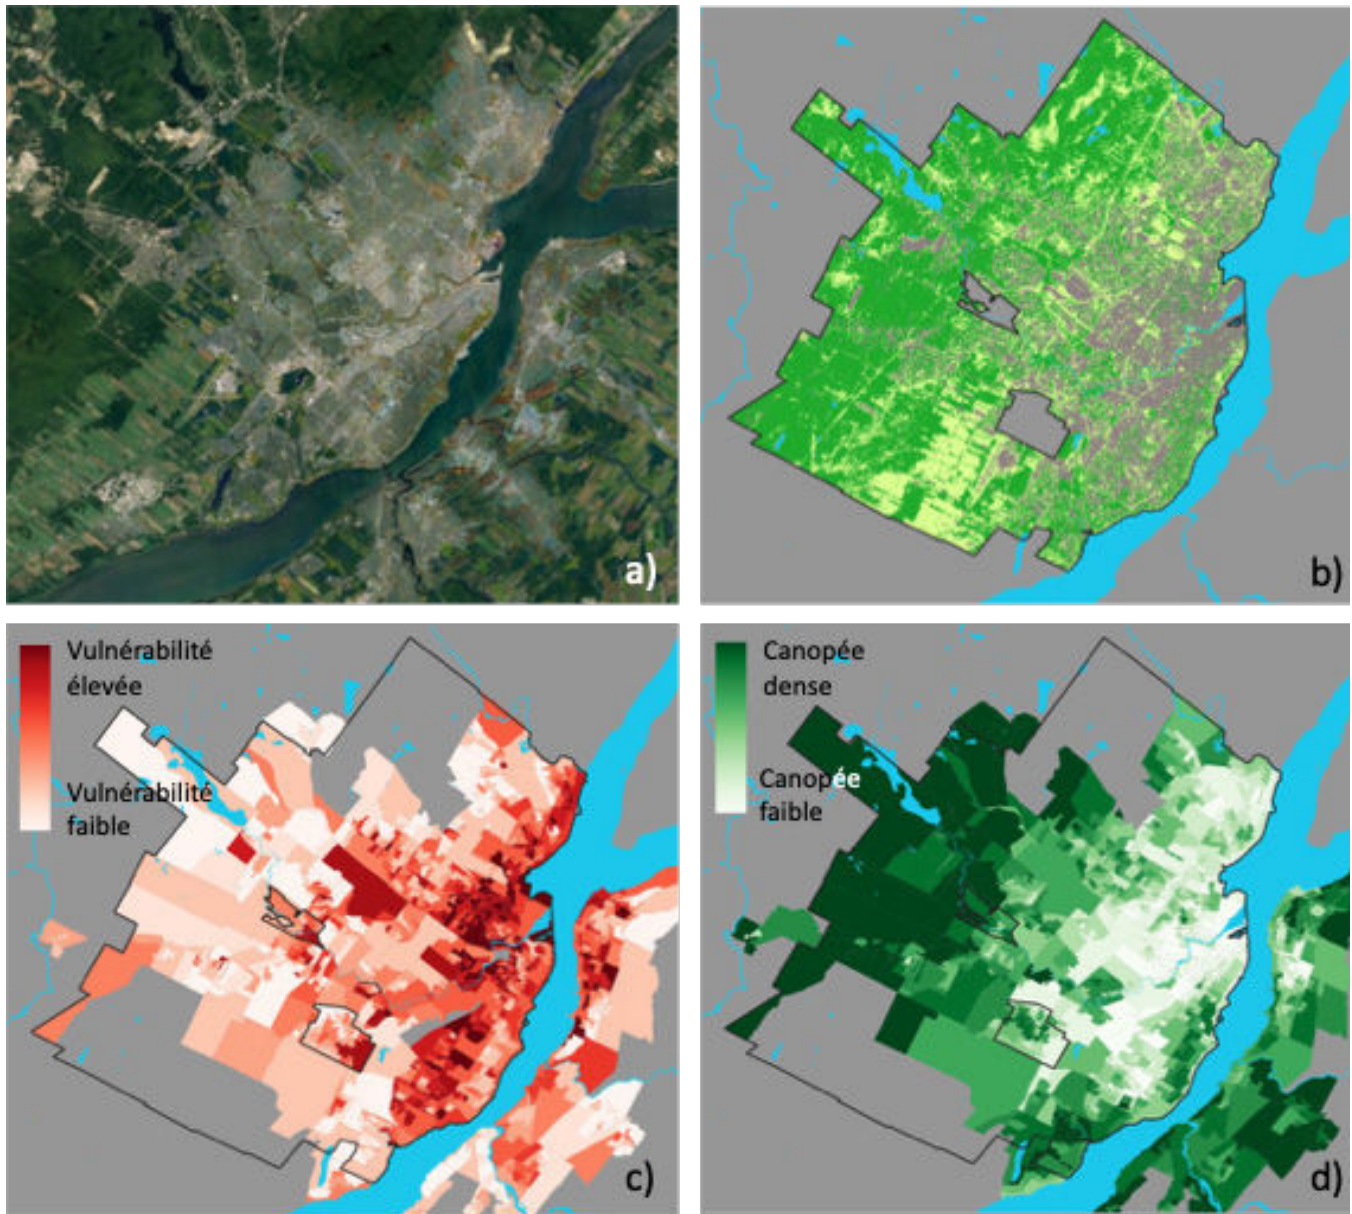 a)
b)
Vulnérabilité
élevée
Vulnérabilité
faible
c)
Canopée
dense
Canopée
faible
d)